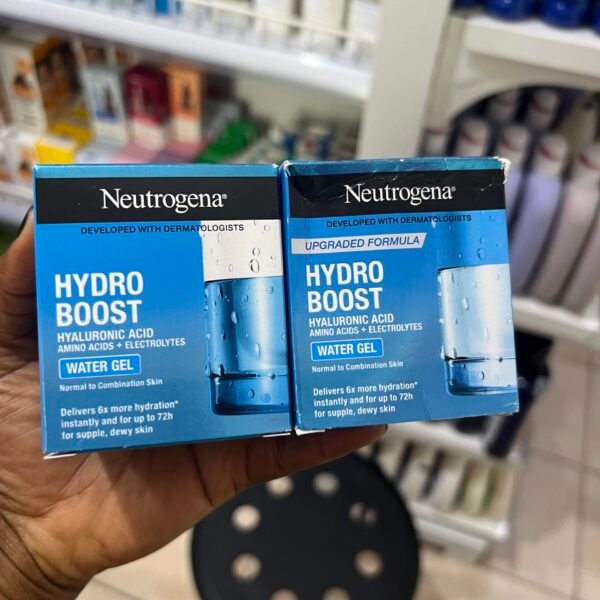 Neutrogena®
DEVELOPED WITH DERMATOLOGISTS
HYDRO
BOOST
HYALURONIC ACID
AMINO ACIDS + ELECTROLYTES
WATER GEL
Normal to Combination Skin
Delivers 6x more hydration*
instantly and for up to 72h
for supple, dewy skin
Neutrogena®
DEVELOPED WITH DERMATOLOGISTS
UPGRADED FORMULA
HYDRO
BOOST
HYALURONIC ACID
AMINO ACIDS + ELECTROLYTES
WATER GEL
Normal to Combination Skin
Delivers 6x more hydration*
instantly and for up to 72h
for supple, dewy skin